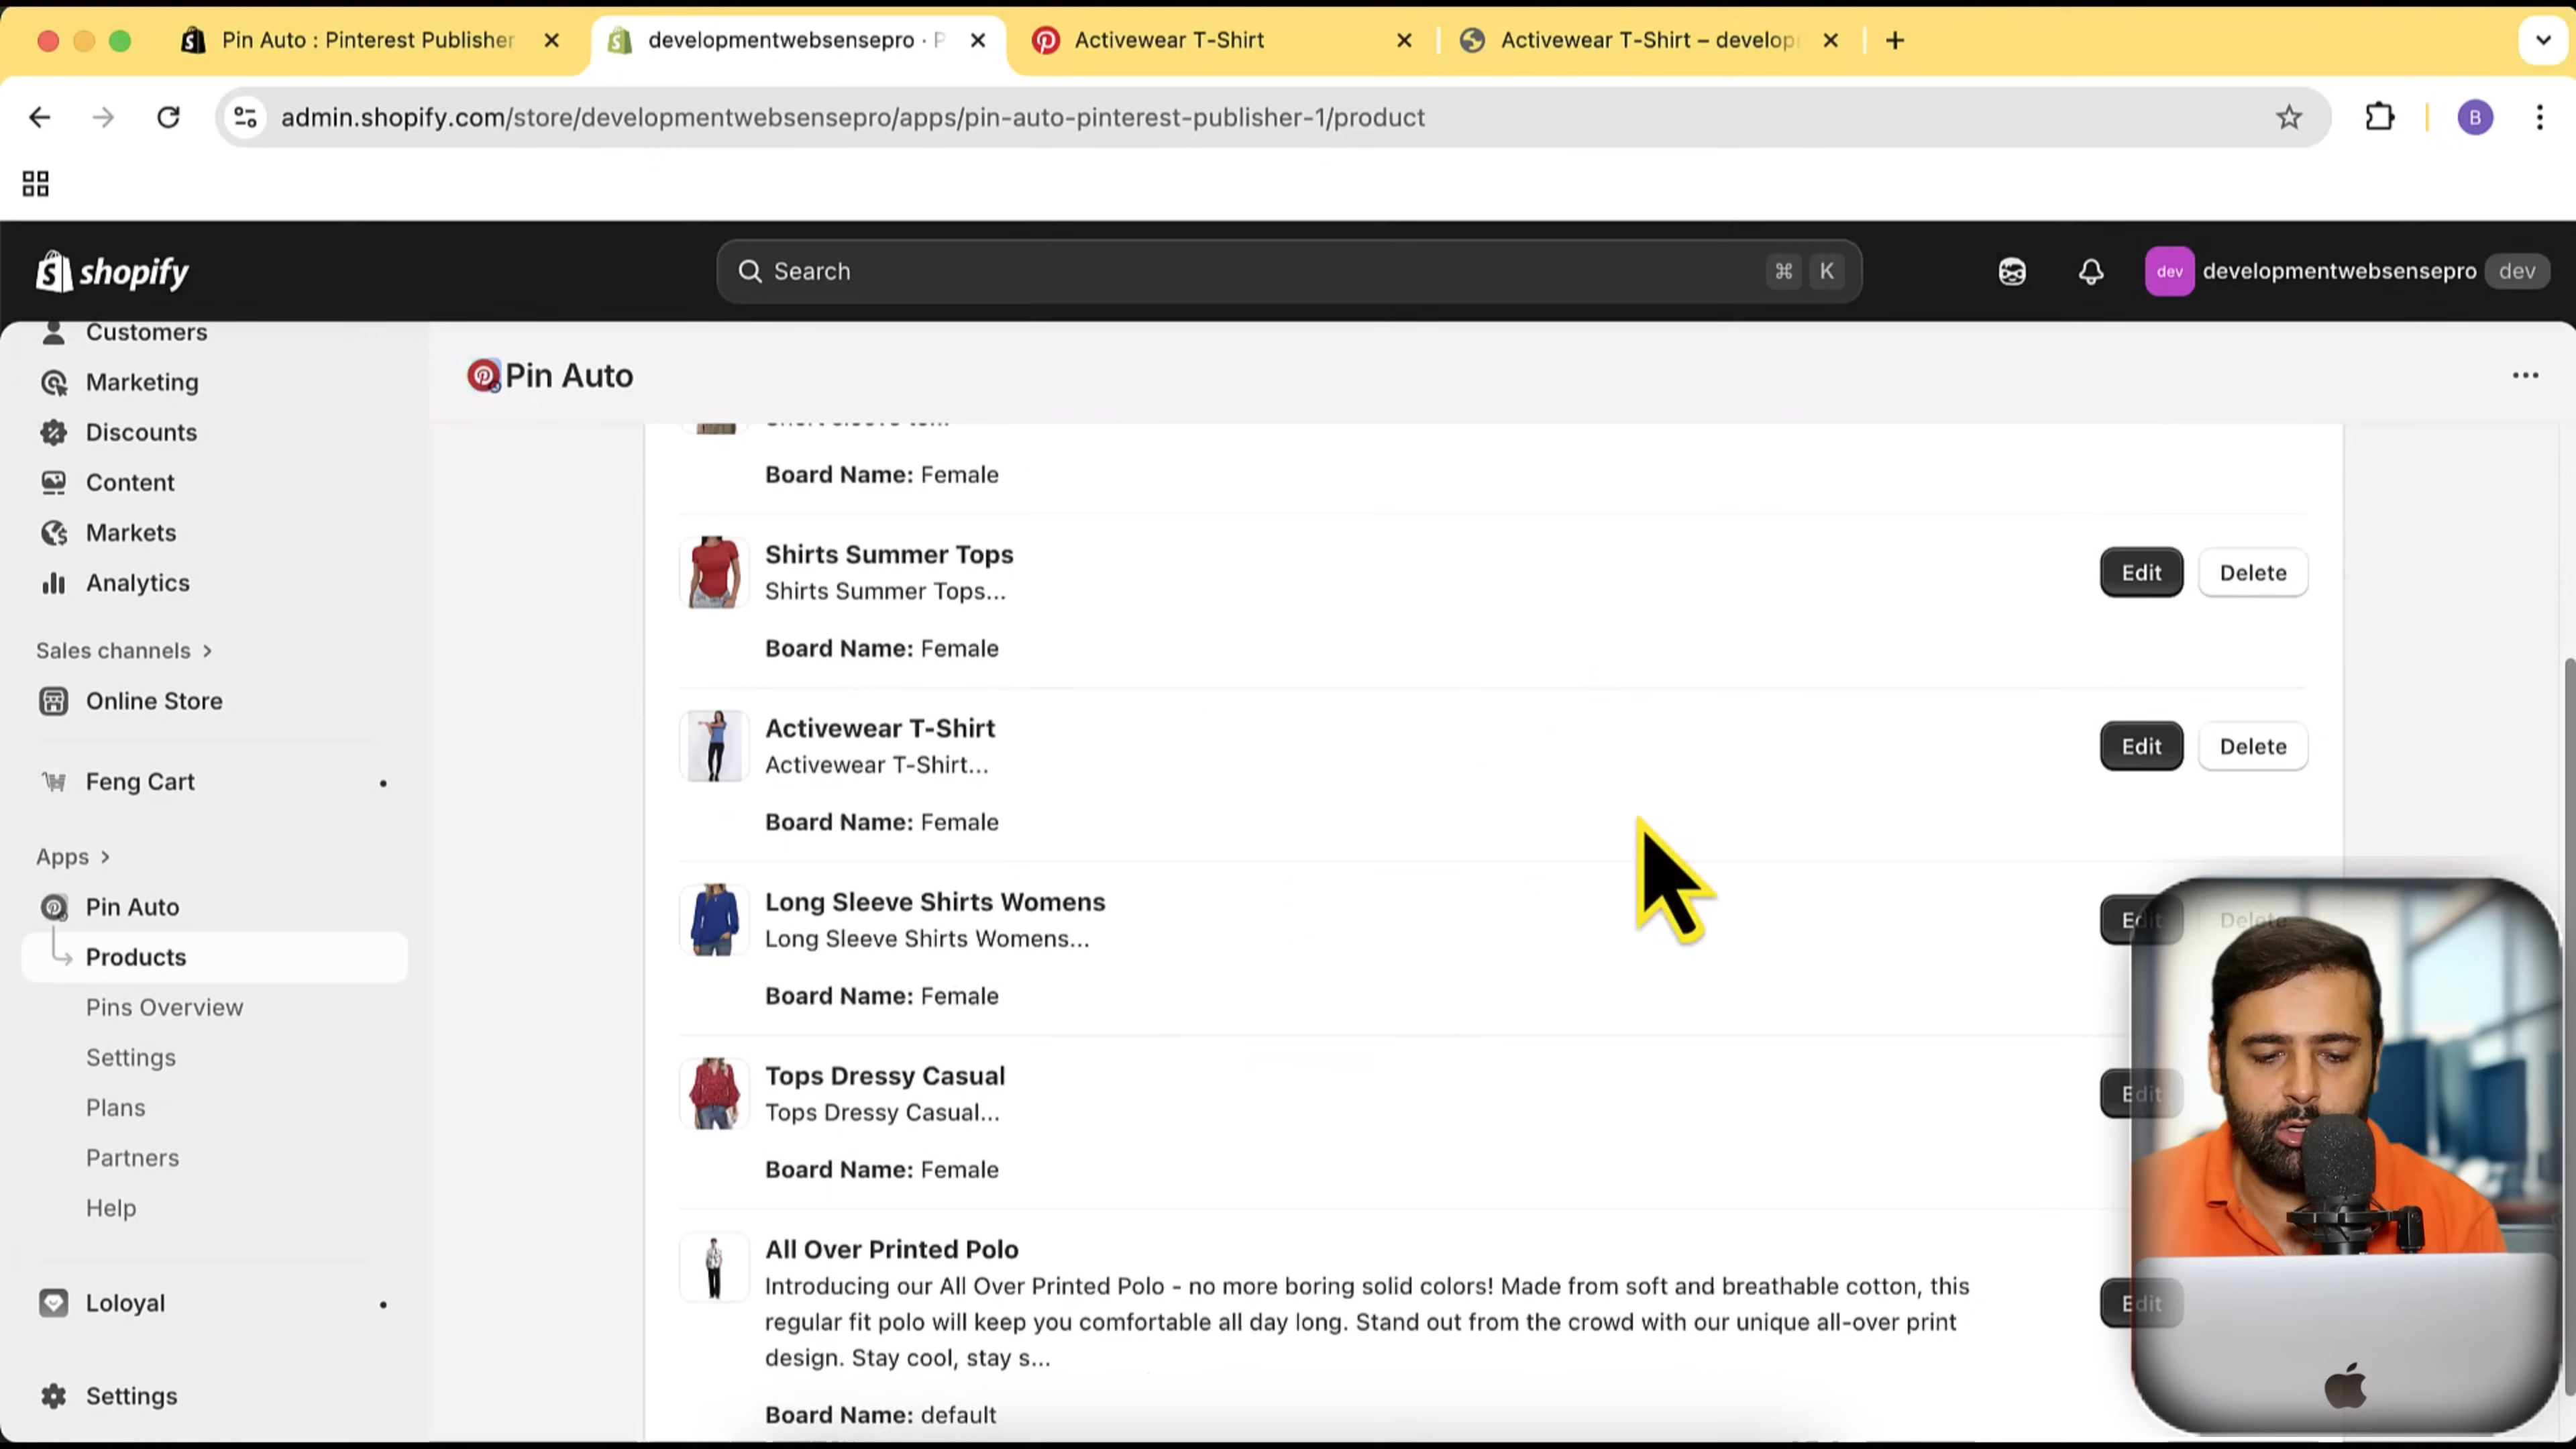 Pin Auto : Pinterest Publisher
developmentwebsensepro · P
Activewear T-Shirt
Activewear T-Shirt – develop
admin.shopify.com/store/developmentwebsensepro/apps/pin-auto-pinterest-publisher-1/product
B
shopify
Search
⌘ K
dev developmentwebsensepro dev
Customers
Marketing
Discounts
Content
Markets
Analytics
Sales channels
Online Store
Feng Cart
Apps
Pin Auto
Products
Pins Overview
Settings
Plans
Partners
Help
Loloyal
Settings
Pin Auto
Board Name: Female
Shirts Summer Tops
Shirts Summer Tops...
Board Name: Female
Edit Delete
Activewear T-Shirt
Activewear T-Shirt...
Board Name: Female
Edit Delete
Long Sleeve Shirts Womens
Long Sleeve Shirts Womens...
Board Name: Female
Edit Delete
Tops Dressy Casual
Tops Dressy Casual...
Board Name: Female
Edit
All Over Printed Polo
Introducing our All Over Printed Polo - no more boring solid colors! Made from soft and breathable cotton, this
regular fit polo will keep you comfortable all day long. Stand out from the crowd with our unique all-over print
design. Stay cool, stay s...
Board Name: default
Edit